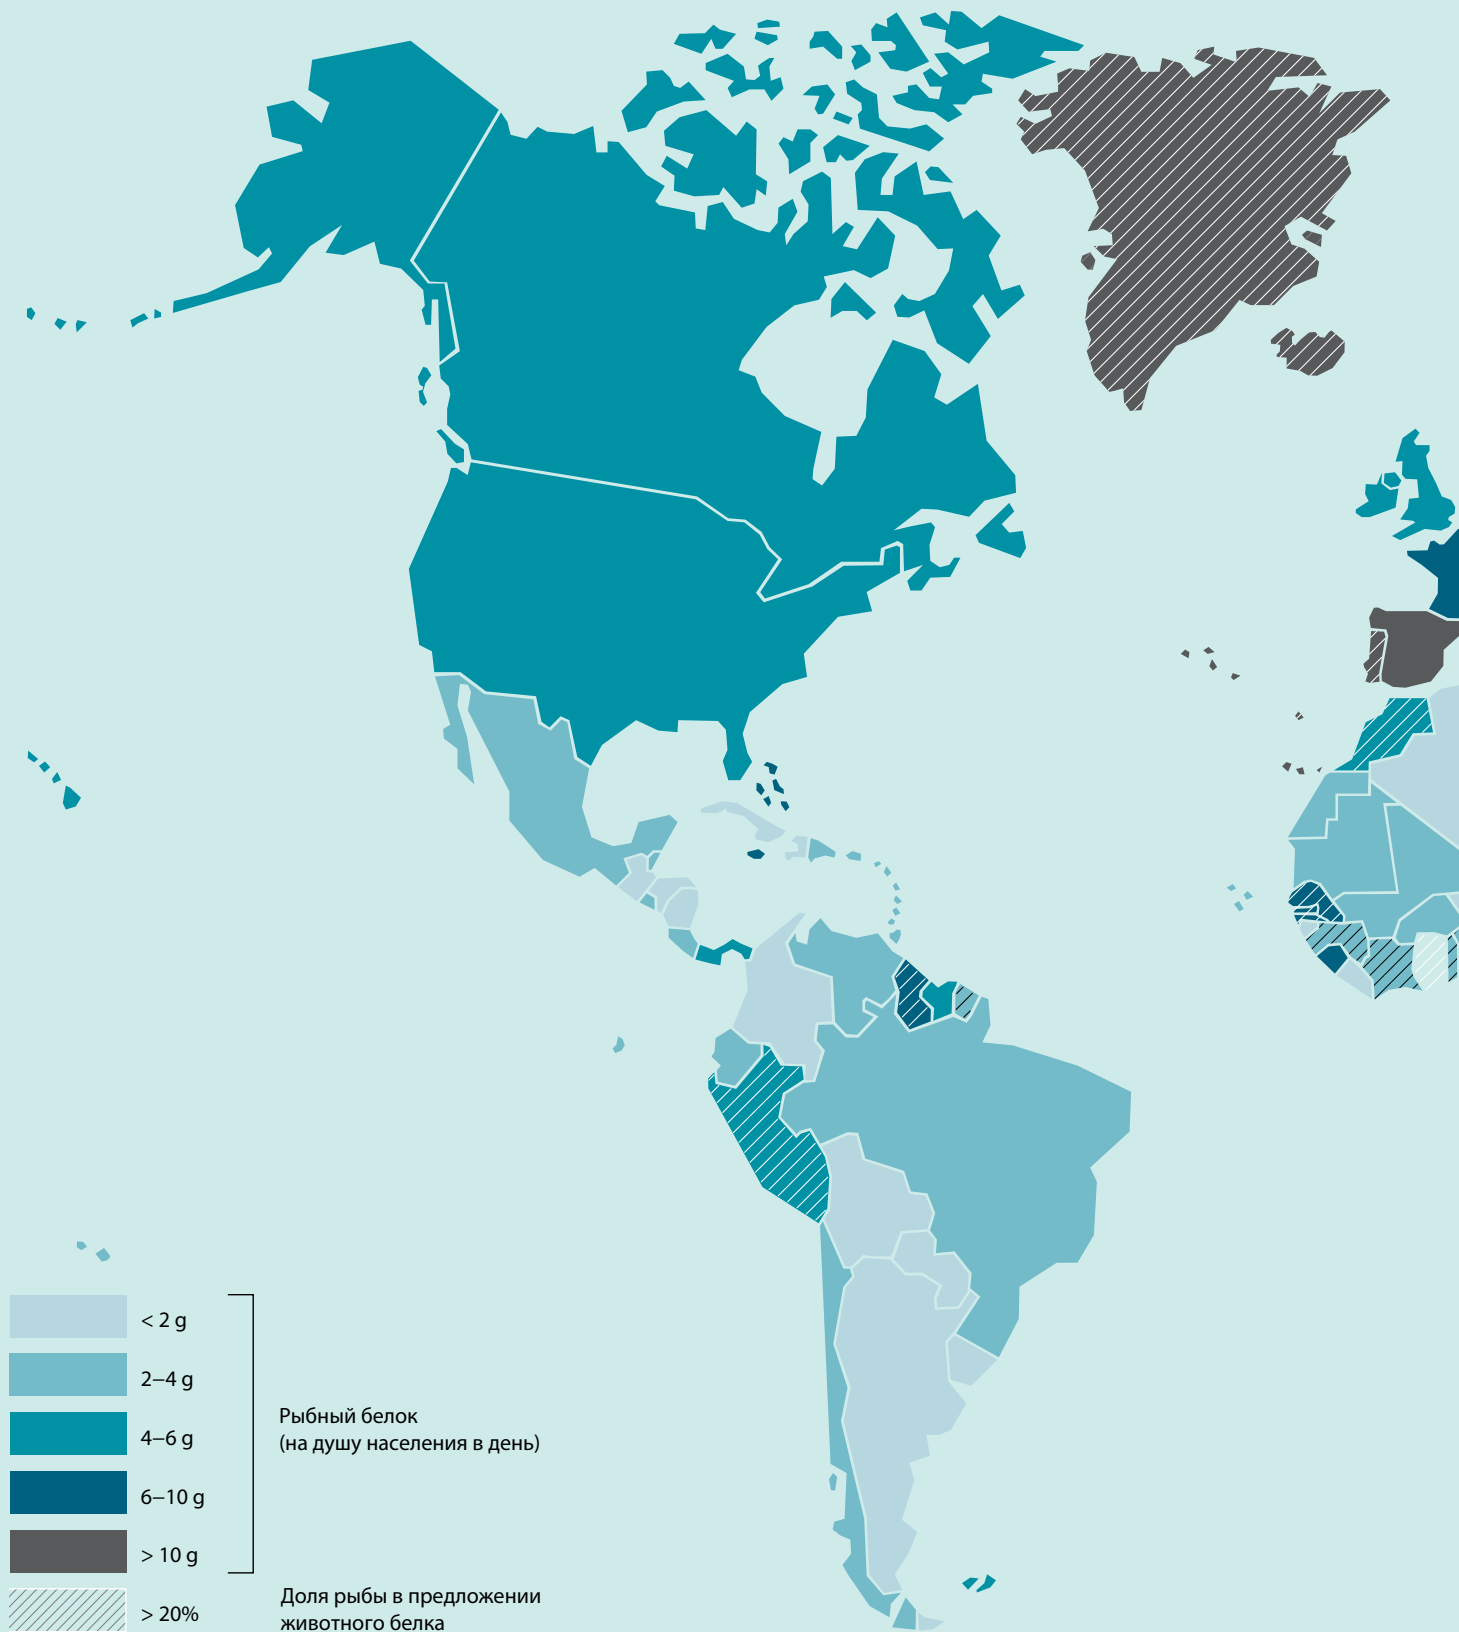 < 2 g
2–4 g
4–6 g
6–10 g
> 10 g
Рыбный белок
(на душу населения в день)
> 20%
Доля рыбы в предложении
животного белка